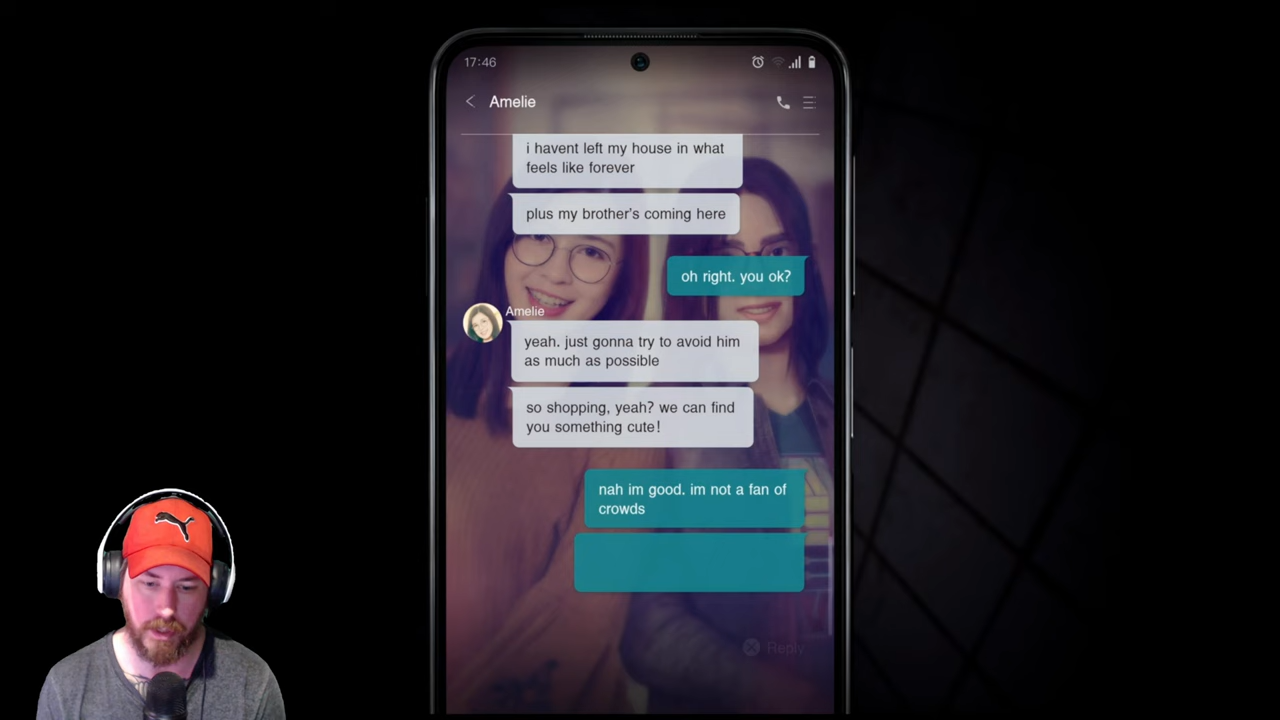 17:46
Amelie
i havent left my house in what
feels like forever
plus my brother's coming here
oh right. you ok?
Amelie
yeah. just gonna try to avoid him
as much as possible
so shopping, yeah? we can find
you something cute!
nah im good. im not a fan of
crowds
Reply